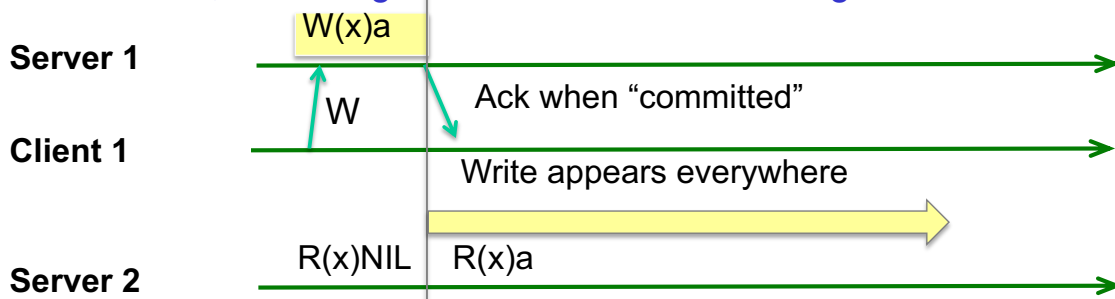 W(x)a
Server 1
Ack when “committed”
W
Client 1
Write appears everywhere
R(x)NIL R(x)a
Server 2